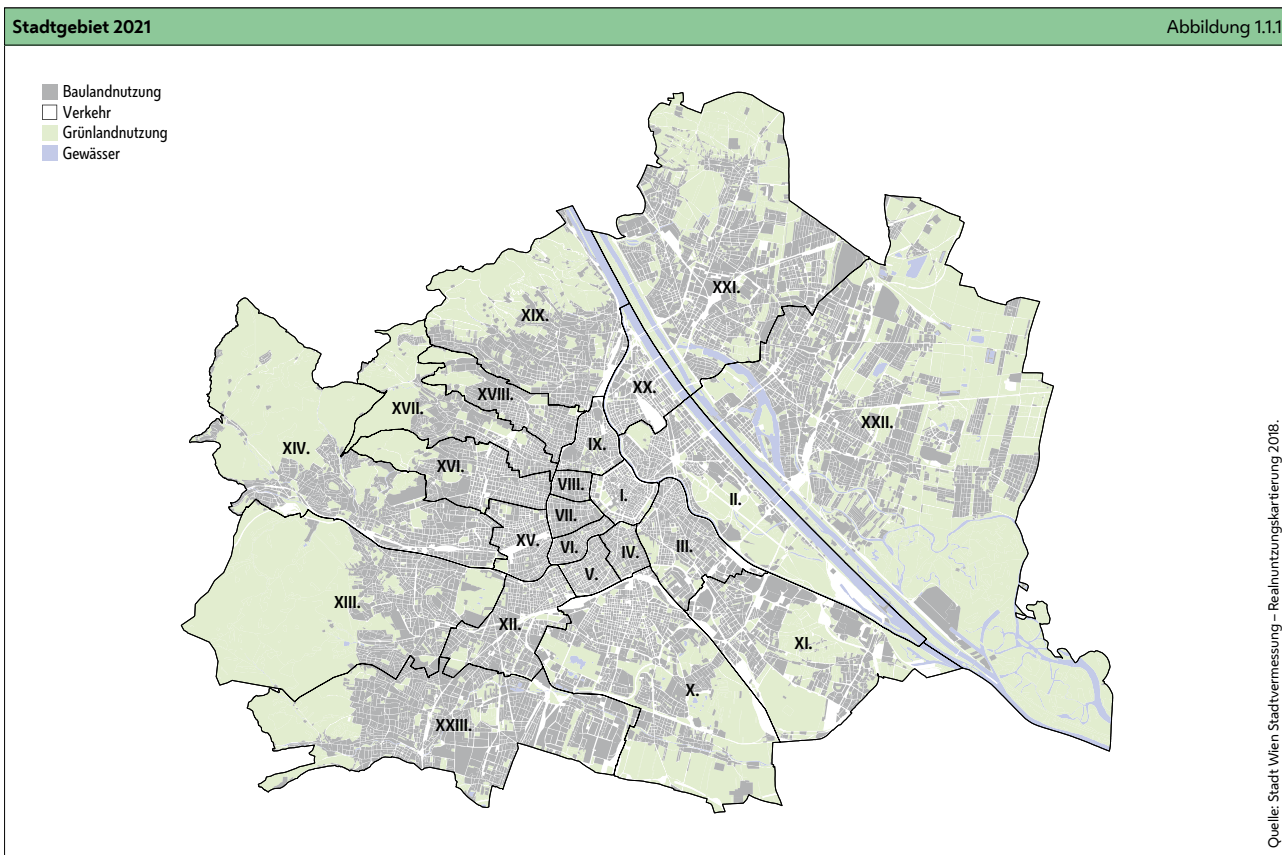 Stadtgebiet 2021
Abbildung 1.1.1
Baulandnutzung
Verkehr
Grünlandnutzung
Gewässer
XXI.
XIX.
XX.
XVIII.
XVII.
XXII.
XIV.
IX.
XVI.
VIII.
I.
II.
VII.
XV.
VI.
IV.
III.
V.
XIII.
XII.
XI.
X.
XXIII.
Quelle: Stadt Wien Stadtvermessung – Realnuntzungskartierung 2018.